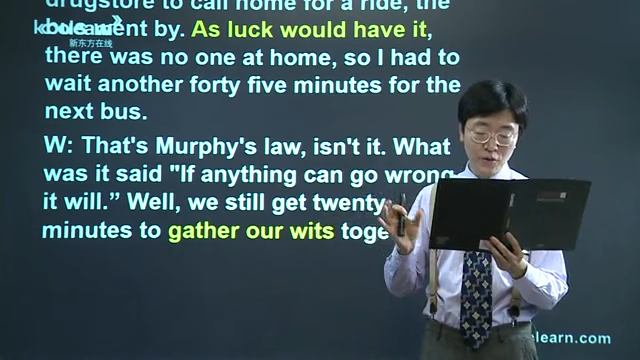 drugstore to call home for a ride, the
bus went by. As luck would have it,
there was no one at home, so I had to
wait another forty five minutes for the
next bus.
W: That's Murphy's law, isn't it. What
was it said "If anything can go wrong
it will.” Well, we still get twenty
minutes to gather our wits toge
新东方在线
elearn.com